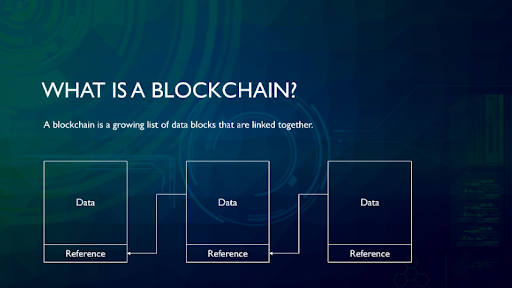 WHAT IS A BLOCKCHAIN?
A blockchain is a growing list of data blocks that are linked together.
Data
Data
Data
Reference
Reference
Reference